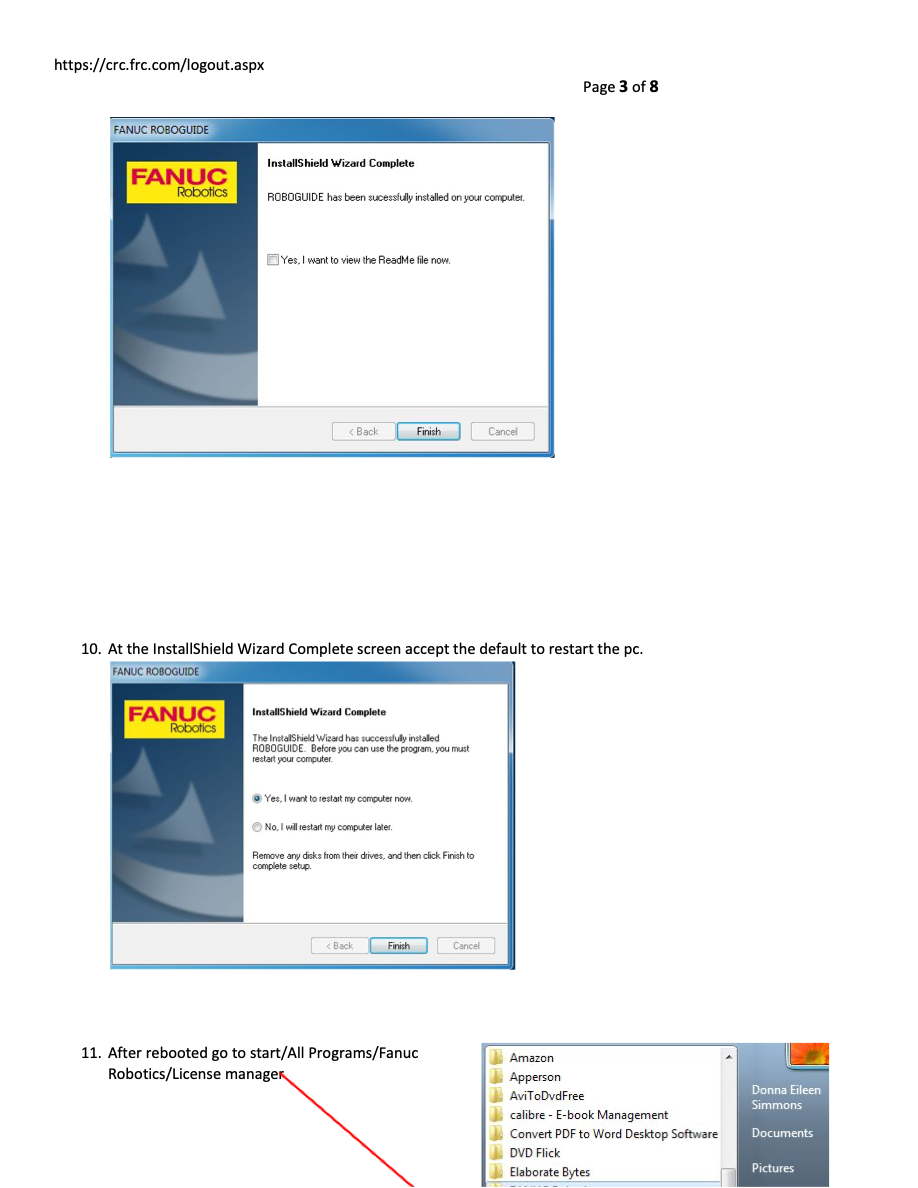 https://crc.frc.com/logout.aspx
Page 3 of 8
FANUC ROBOGUIDE
FANUC
Robotics
InstallShield Wizard Complete
ROBOGUIDE has been sucessfully installed on your computer.
Yes, I want to view the ReadMe file now.
< Back
Finish
Cancel
10. At the InstallShield Wizard Complete screen accept the default to restart the pc.
FANUC ROBOGUIDE
FANUC
Robotics
InstallShield Wizard Complete
The InstallShield Wizard has successfully installed
ROBOGUIDE. Before you can use the program, you must
restart your computer.
Yes, I want to restart my computer now.
No, I will restart my computer later.
Remove any disks from their drives, and then click Finish to
complete setup.
< Back
Finish
Cancel
11. After rebooted go to start/All Programs/Fanuc
Robotics/License manager
Amazon
Apperson
AviToDvdFree
calibre - E-book Management
Convert PDF to Word Desktop Software
DVD Flick
Elaborate Bytes
Donna Eileen
Simmons
Documents
Pictures